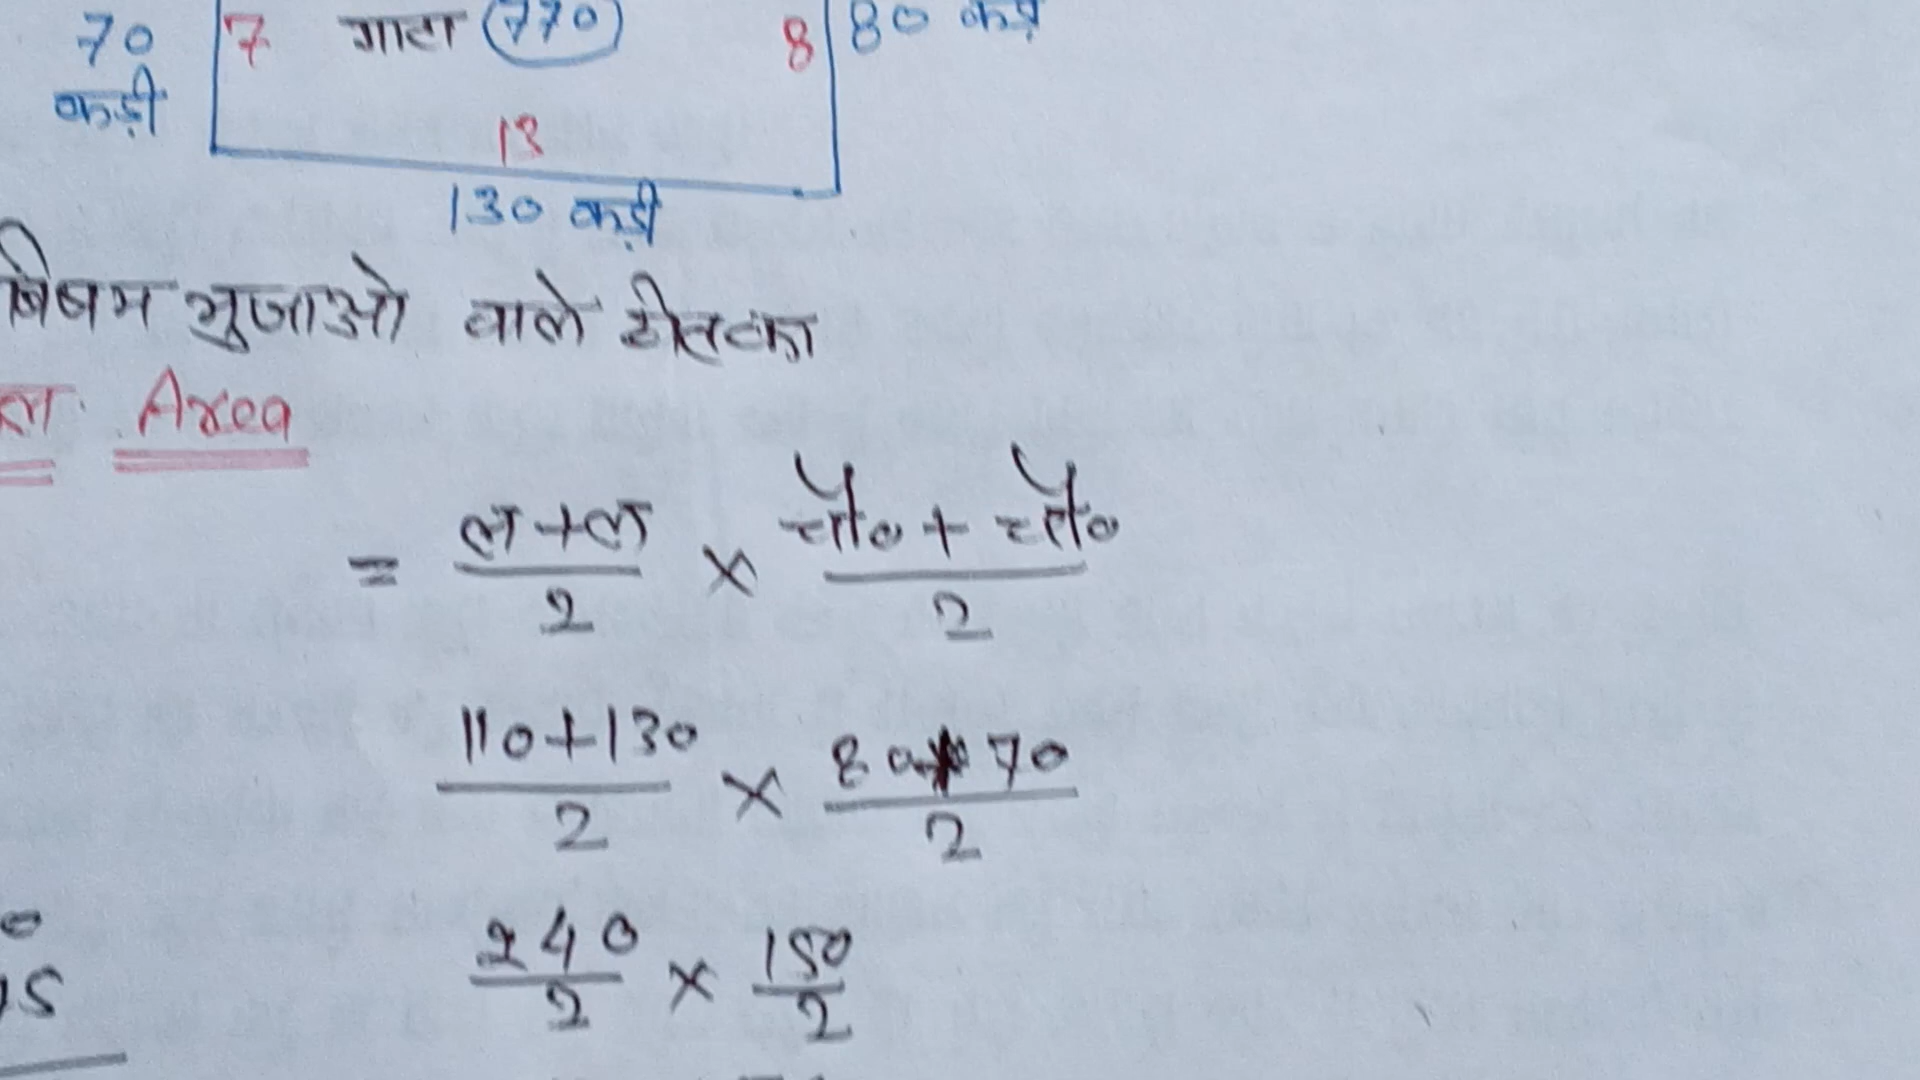 70 7 गाटा 770 8 80 कड़ी
कड़ी
13
130 कड़ी
विषम भुजाओ वाले खेत का
Area
= ल+ल/2 × चौ०+चौ०/2
110+130/2 × 80+70/2
240/2 × 150/2